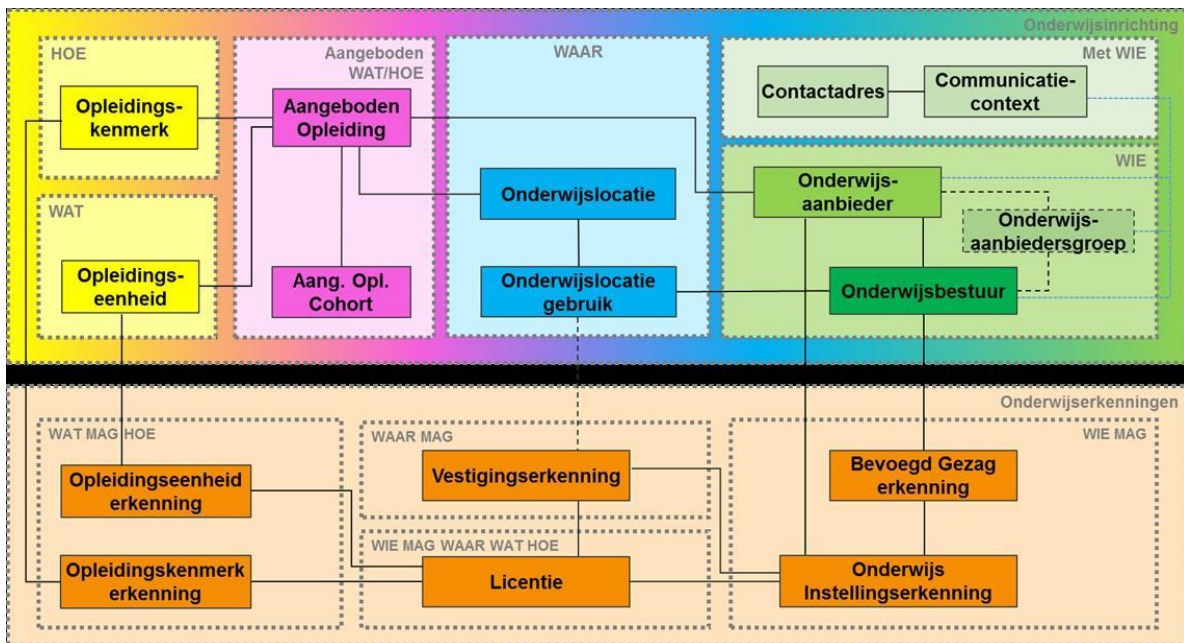 Onderwijsinrichting
HOE
Opleidings-
kenmerk
WAT
Opleidings-
eenheid
Aangeboden
WAT/HOE
Aangeboden
Opleiding
Aang. Opl.
Cohort
WAAR
Onderwijslocatie
Onderwijslocatie
gebruik
Met WIE
Contactadres
Communicatie-
context
WIE
Onderwijs-
aanbieder
Onderwijs-
aanbiedersgroep
Onderwijsbestuur
Onderwijserkenningen
WAT MAG HOE
Opleidingseenheid
erkenning
Opleidingskenmerk
erkenning
WAAR MAG
Vestigingserkenning
WIE MAG WAAR WAT HOE
Licentie
WIE MAG
Bevoegd Gezag
erkenning
Onderwijs
Instellingserkenning